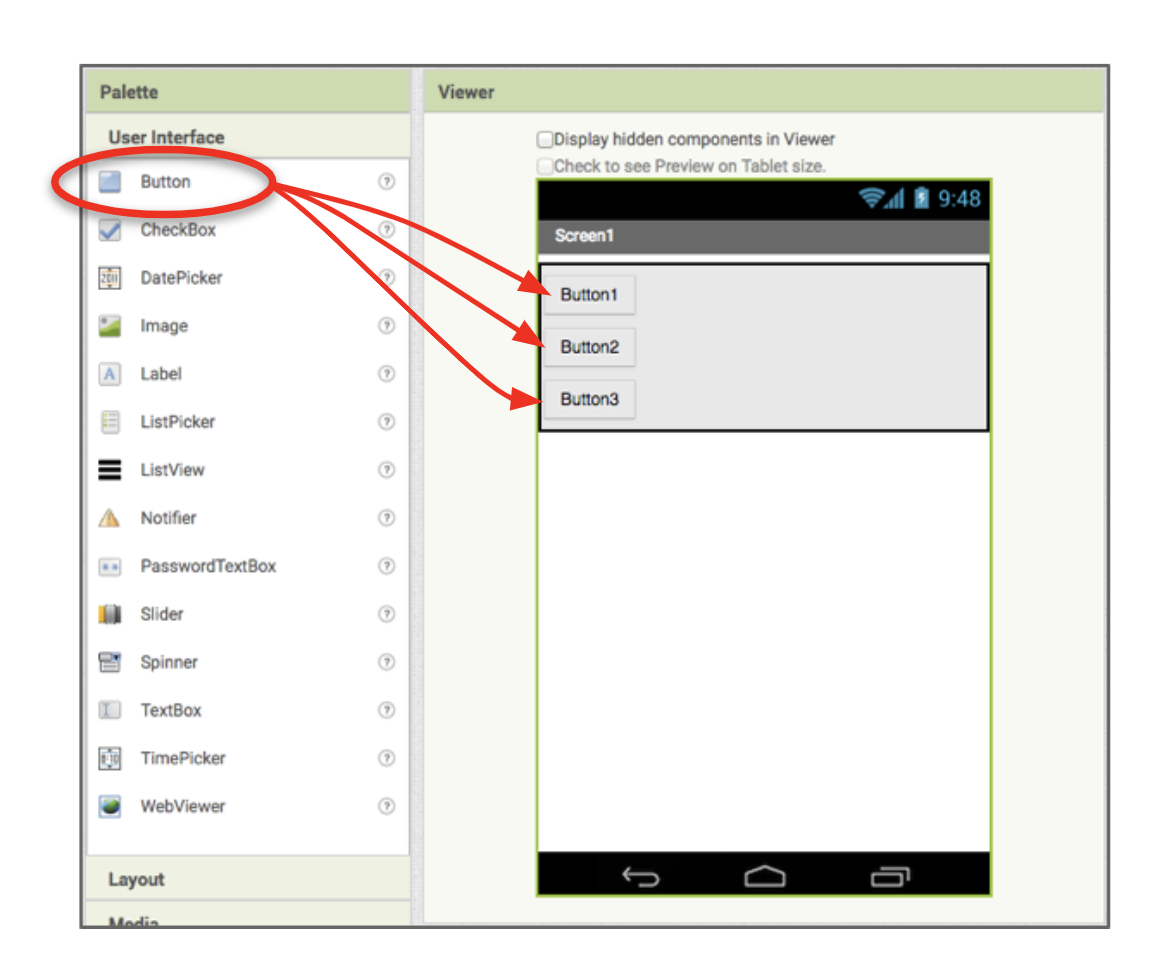 Palette
User Interface
Button
CheckBox
DatePicker
Image
Label
ListPicker
ListView
Notifier
PasswordTextBox
Slider
Spinner
TextBox
TimePicker
WebViewer
Layout
Media
Viewer
Display hidden components in Viewer
Check to see Preview on Tablet size.
9:48
Screen1
Button1
Button2
Button3